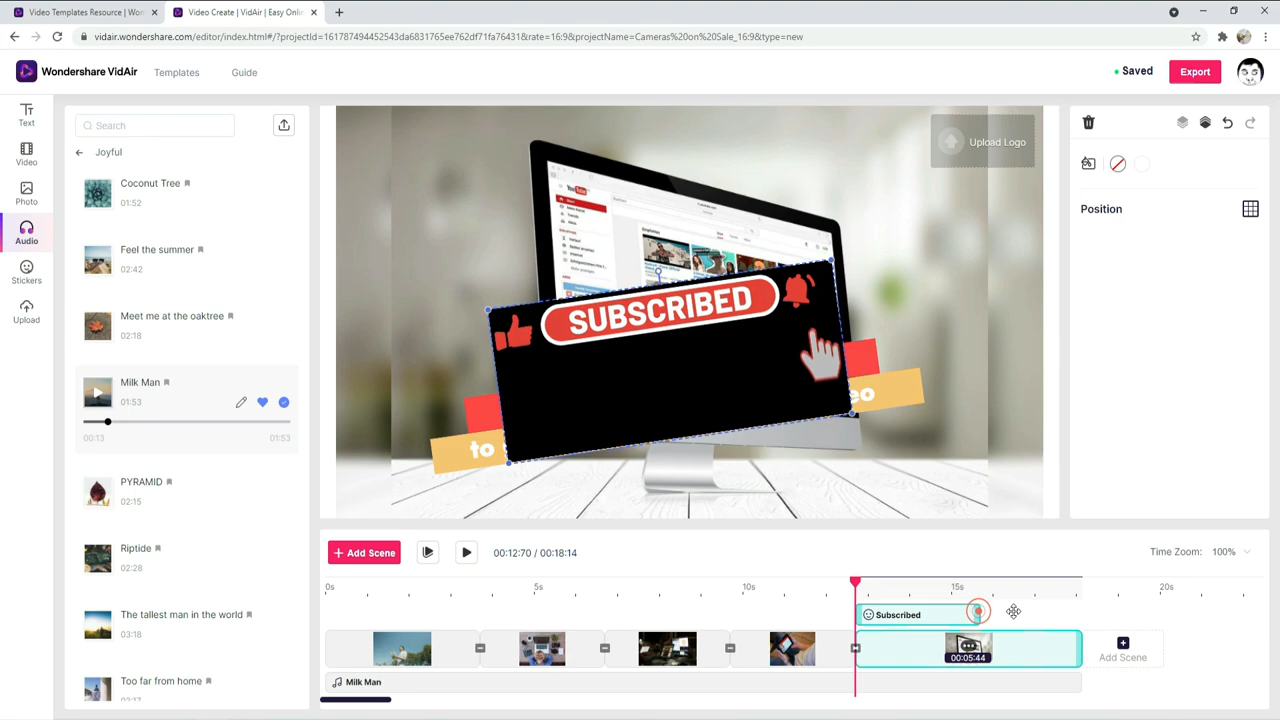 Video Templates Resource | Won
Video Create | VidAir | Easy Onli
vidair.wondershare.com/editor/index.html#/?projectId=161787494452543da6831765ee762df71fa76431&rate=16:9&projectName=Cameras%20on%20Sale_16:9&type=new
Wondershare VidAir
Templates
Guide
Saved
Export
Text
Video
Photo
Audio
Stickers
Upload
Search
Joyful
Coconut Tree
01:52
Feel the summer
02:42
Meet me at the oaktree
02:18
Milk Man
01:53
00:13
01:53
PYRAMID
02:15
Riptide
02:28
The tallest man in the world
03:18
Too far from home
Upload Logo
YouTube
SUBSCRIBED
to
eo
Position
Add Scene
00:12:70 / 00:18:14
Time Zoom: 100%
0s
5s
10s
15s
20s
Subscribed
00:05:44
Add Scene
Milk Man